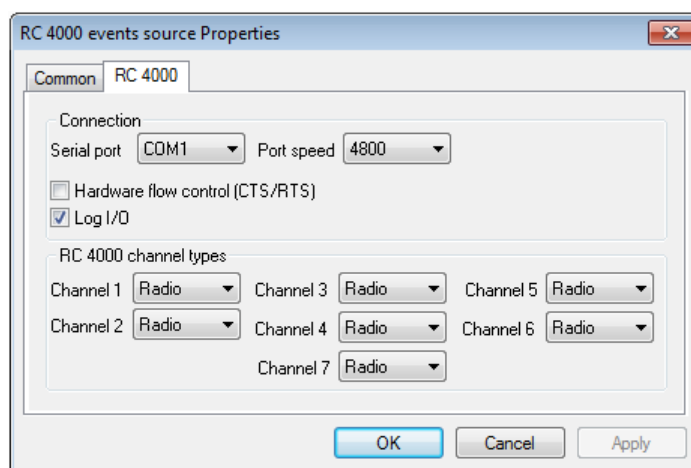 RC 4000 events source Properties
Common RC 4000
Connection
Serial port COM1 Port speed 4800
Hardware flow control (CTS/RTS)
Log I/O
RC 4000 channel types
Channel 1 Radio Channel 3 Radio Channel 5 Radio
Channel 2 Radio Channel 4 Radio Channel 6 Radio
Channel 7 Radio
OK Cancel Apply